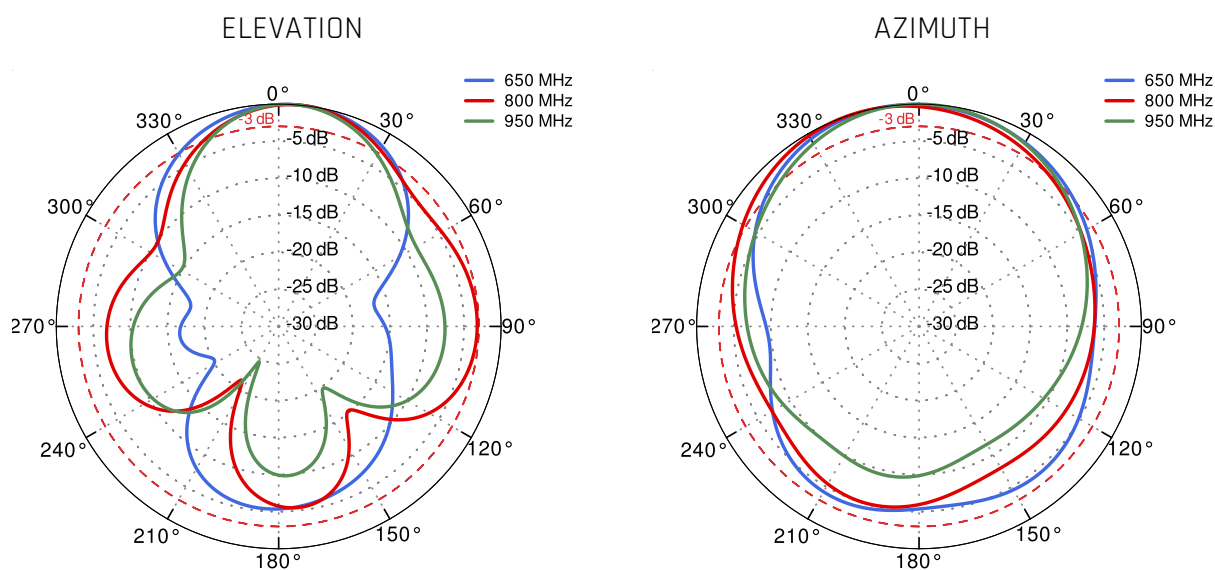 ELEVATION
650 MHz
800 MHz
950 MHz
0°
330°
-3 dB
30°
-5 dB
-10 dB
300°
60°
-15 dB
-20 dB
-25 dB
270°
-30 dB
90°
240°
120°
210°
150°
180°
AZIMUTH
650 MHz
800 MHz
950 MHz
0°
330°
-3 dB
30°
-5 dB
-10 dB
300°
60°
-15 dB
-20 dB
-25 dB
270°
-30 dB
90°
240°
120°
210°
150°
180°